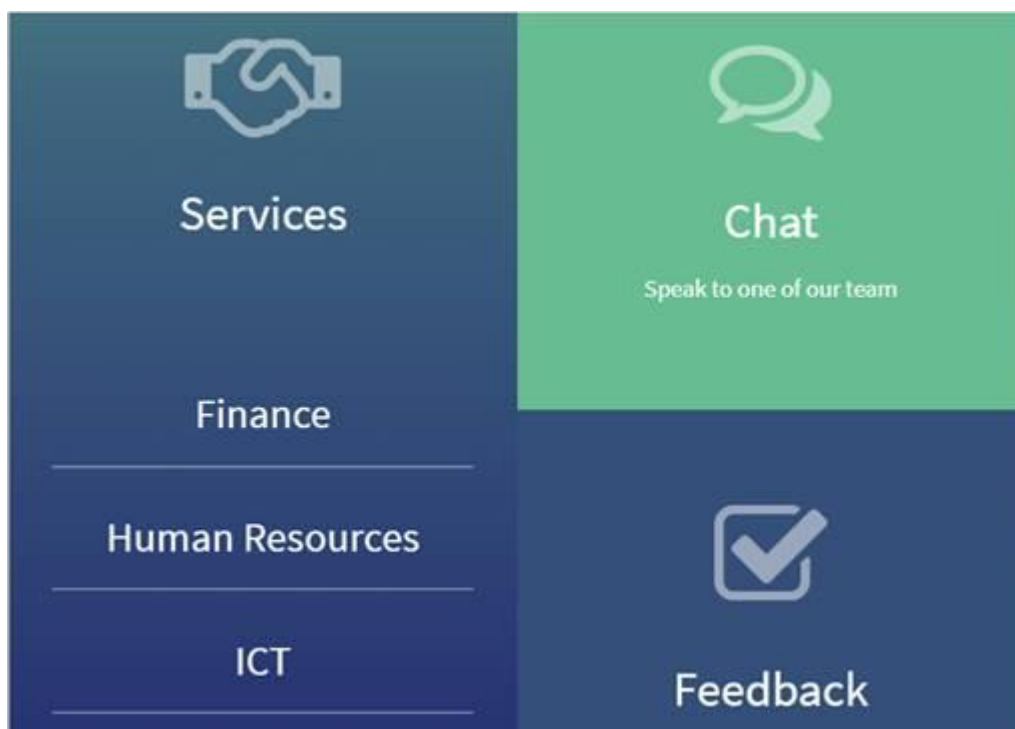 Services
Finance
Human Resources
ICT
Chat
Speak to one of our team
Feedback